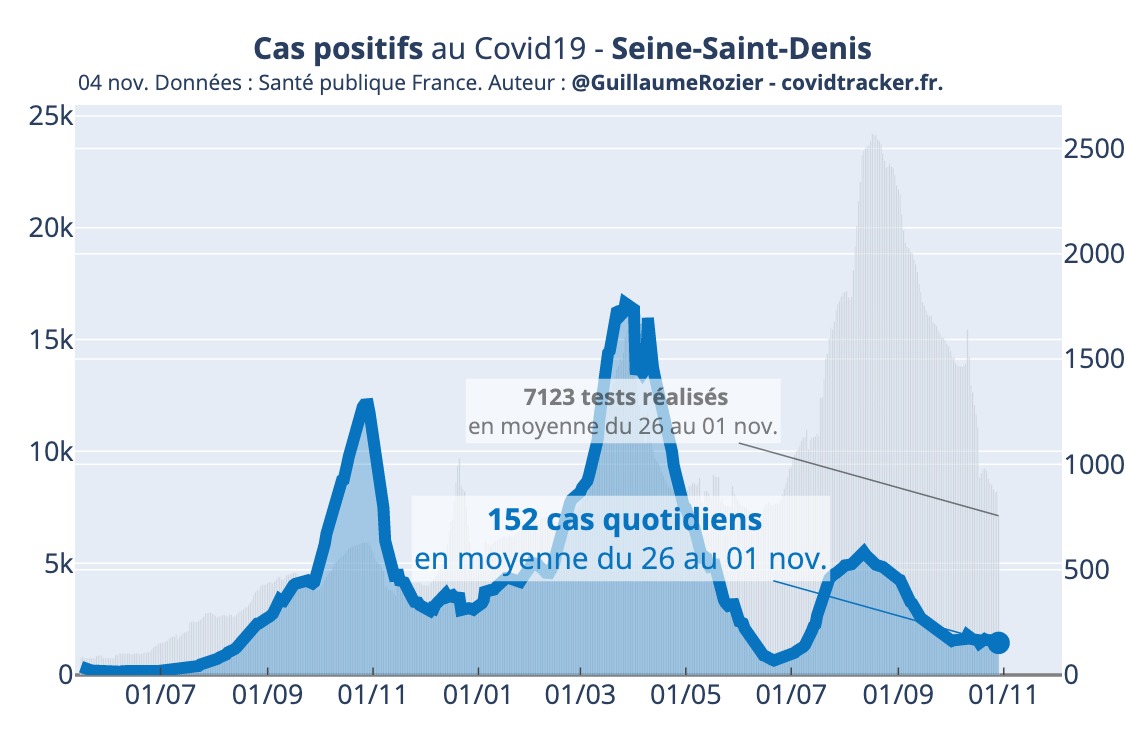 Cas positifs au Covid19 - Seine-Saint-Denis
04 nov. Données : Santé publique France. Auteur : @GuillaumeRozier - covidtracker.fr.
25k
20k
15k
10k
5k
0
2500
2000
1500
1000
500
0
7123 tests réalisés
en moyenne du 26 au 01 nov.
152 cas quotidiens
en moyenne du 26 au 01 nov.
01/07 01/09 01/11 01/01 01/03 01/05 01/07 01/09 01/11